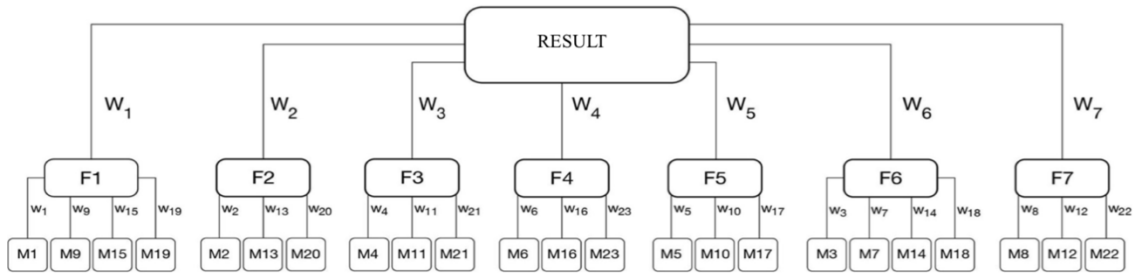 RESULT
W1 W2 W3 W4 W5 W6 W7
F1 F2 F3 F4 F5 F6 F7
w1 w9 w15 w19 w2 w13 w20 w4 w11 w21 w6 w16 w23 w5 w10 w17 w3 w7 w14 w18 w8 w12 w22
M1 M9 M15 M19 M2 M13 M20 M4 M11 M21 M6 M16 M23 M5 M10 M17 M3 M7 M14 M18 M8 M12 M22